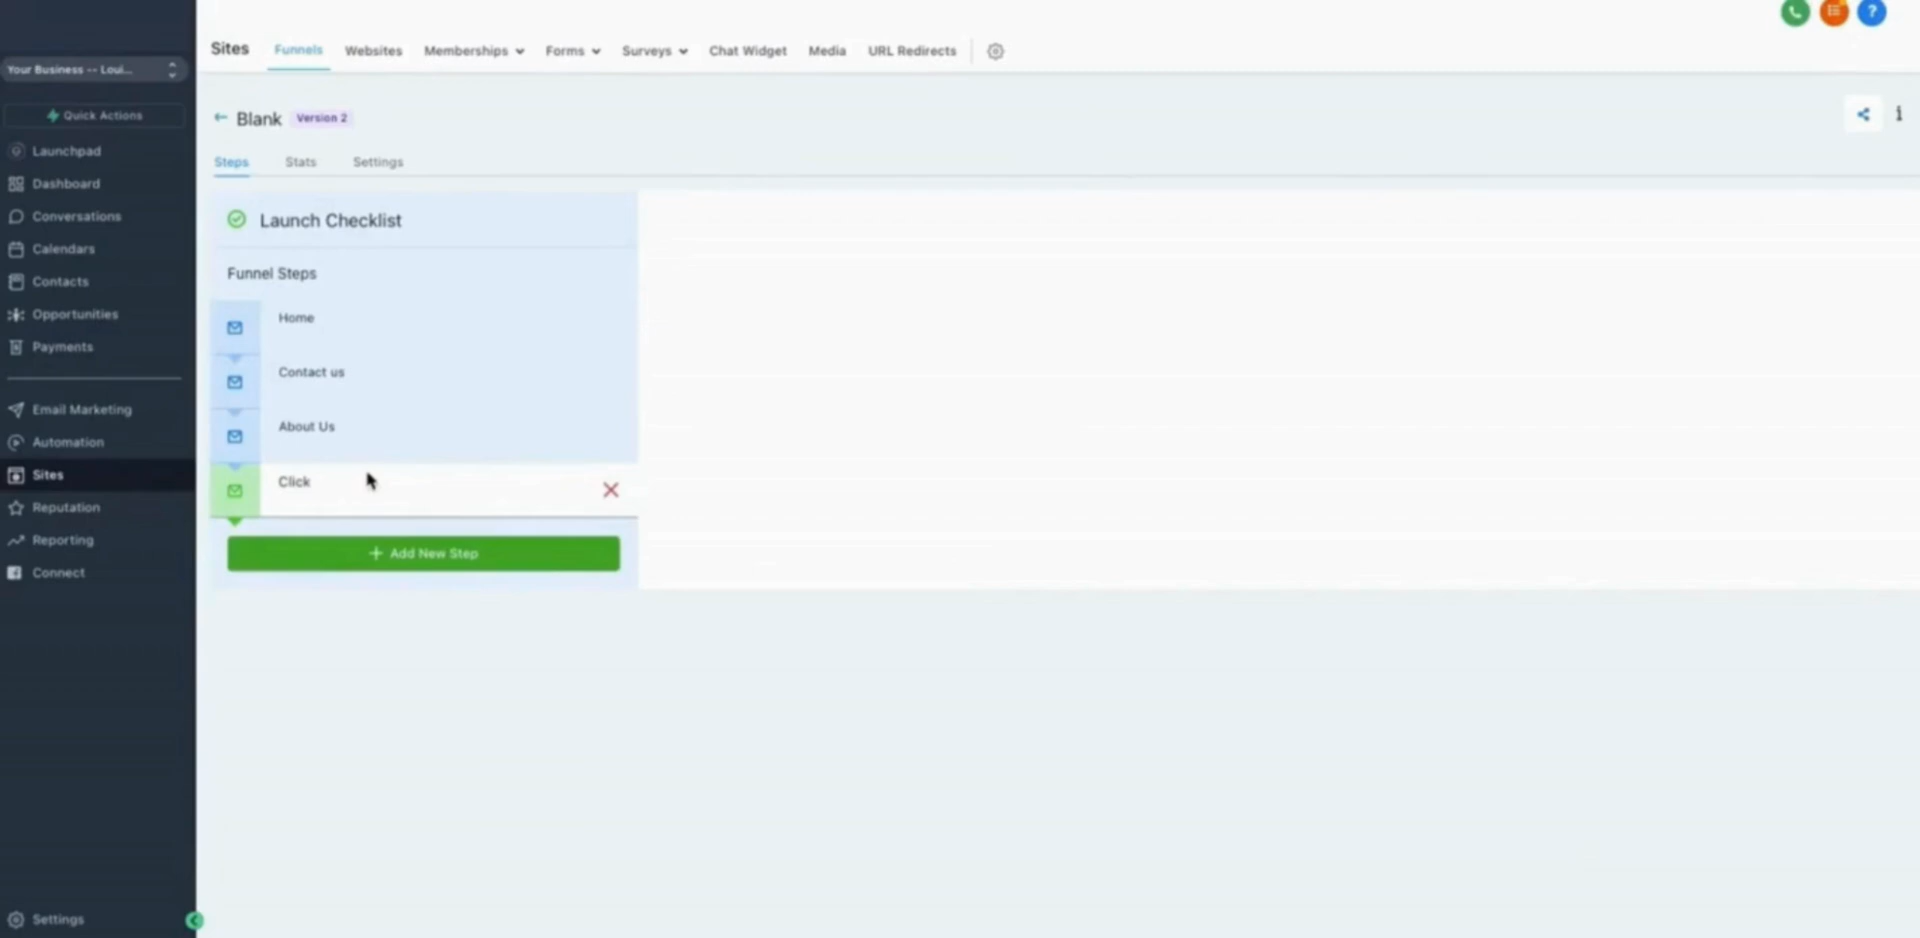 Your Business -- Loui...
Quick Actions
Launchpad
Dashboard
Conversations
Calendars
Contacts
Opportunities
Payments
Email Marketing
Automation
Sites
Reputation
Reporting
Connect
Settings
Sites Funnels Websites Memberships Forms Surveys Chat Widget Media URL Redirects
?
← Blank Version 2
i
Steps Stats Settings
Launch Checklist
Funnel Steps
Home
Contact us
About Us
Click
+ Add New Step